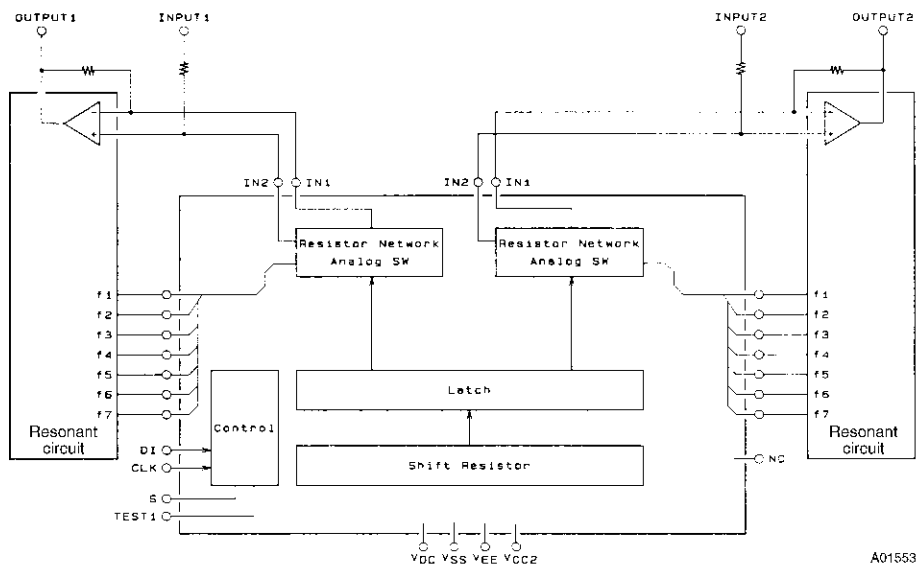 OUTPUT1
INPUT1
INPUT2
OUTPUT2
IN2
IN1
IN2
IN1
Resistor Network
Analog SW
Resistor Network
Analog SW
f1
f2
f3
f4
f5
f6
f7
Resonant
circuit
f1
f2
f3
f4
f5
f6
f7
Resonant
circuit
Control
Latch
Shift Resistor
DI
CLK
S
TEST1
NC
VDC
VSS
VEE
VCC2
A01553